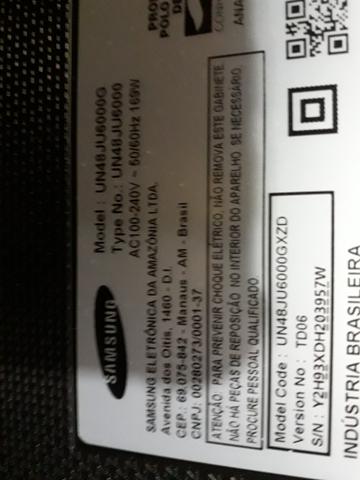 SAMSUNG
Model : UN48JU6000G
Type No.: UN48JU6000
AC100-240V ~ 50/60Hz 169W
SAMSUNG ELETRÔNICA DA AMAZÔNIA LTDA.
Avenida dos Oitis, 1460 - D.I.
CEP.: 69.075-842 - Manaus - AM - Brasil
CNPJ: 00280273/0001-37
ATENÇÃO: PARA PREVENIR CHOQUE ELÉTRICO, NÃO REMOVA ESTE GABINETE.
NÃO HÁ PEÇAS DE REPOSIÇÃO NO INTERIOR DO APARELHO. SE NECESSÁRIO,
PROCURE PESSOAL QUALIFICADO.
Model Code : UN48JU6000GXZD
Version No : TD06
S/N : Y2H93XDH203957W
INDÚSTRIA BRASILEIRA
POLO
DE